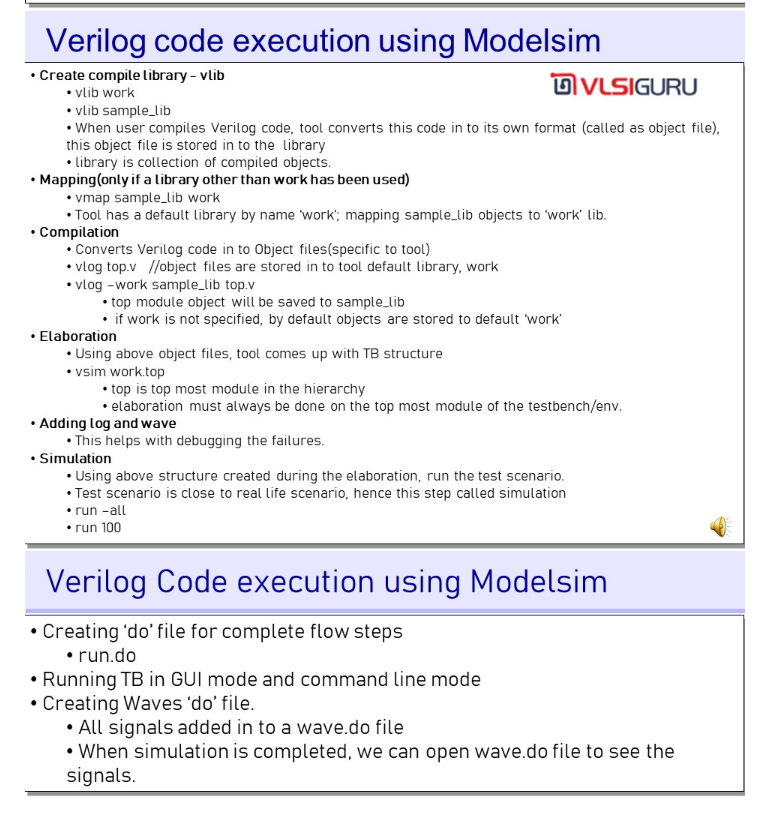 Verilog code execution using Modelsim
VLSIGURU
• Create compile library - vlib
• vlib work
• vlib sample_lib
• When user compiles Verilog code, tool converts this code in to its own format (called as object file),
this object file is stored in to the library
• library is collection of compiled objects.
• Mapping(only if a library other than work has been used)
• vmap sample_lib work
• Tool has a default library by name 'work'; mapping sample_lib objects to 'work' lib.
• Compilation
• Converts Verilog code in to Object files(specific to tool)
• vlog top.v //object files are stored in to tool default library, work
• vlog –work sample_lib top.v
• top module object will be saved to sample_lib
• if work is not specified, by default objects are stored to default 'work'
• Elaboration
• Using above object files, tool comes up with TB structure
• vsim work.top
• top is top most module in the hierarchy
• elaboration must always be done on the top most module of the testbench/env.
• Adding log and wave
• This helps with debugging the failures.
• Simulation
• Using above structure created during the elaboration, run the test scenario.
• Test scenario is close to real life scenario, hence this step called simulation
• run –all
• run 100
Verilog Code execution using Modelsim
• Creating 'do' file for complete flow steps
• run.do
• Running TB in GUI mode and command line mode
• Creating Waves 'do' file.
• All signals added in to a wave.do file
• When simulation is completed, we can open wave.do file to see the
signals.